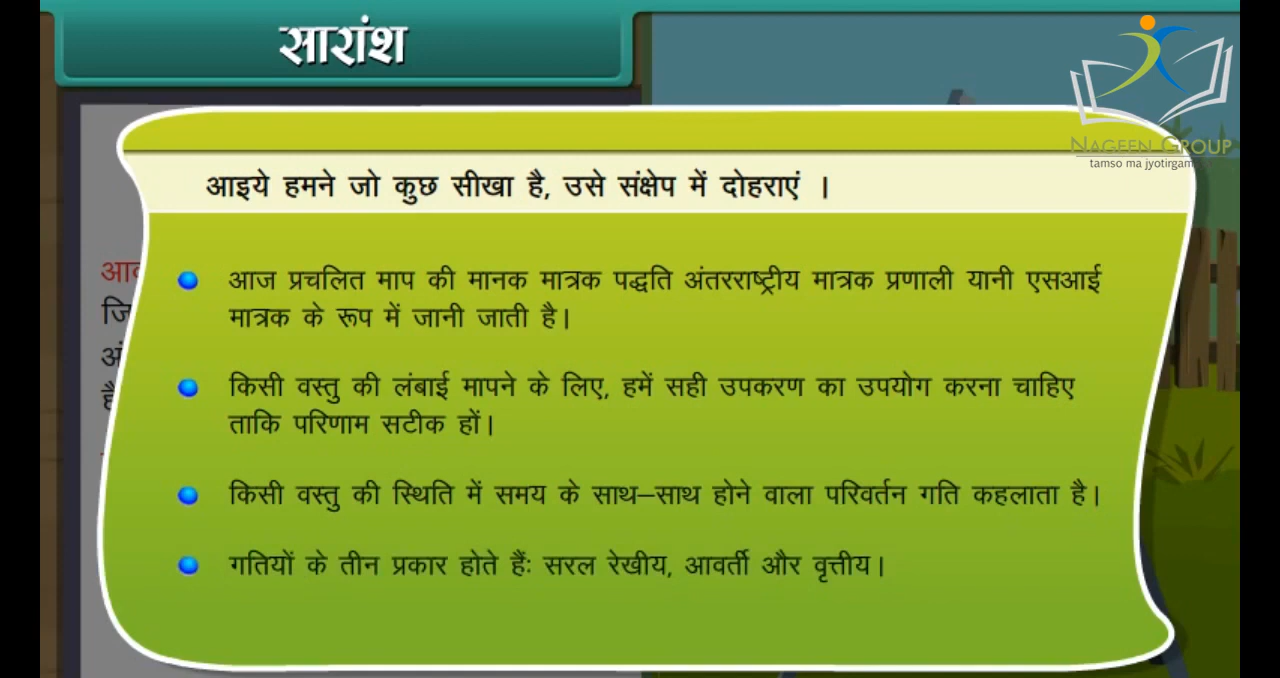 सारांश
NAGEEN GROUP
tamso ma jyotirgam
आइये हमने जो कुछ सीखा है, उसे संक्षेप में दोहराएं ।
आज प्रचलित माप की मानक मात्रक पद्धति अंतरराष्ट्रीय मात्रक प्रणाली यानी एसआई
मात्रक के रूप में जानी जाती है।
किसी वस्तु की लंबाई मापने के लिए, हमें सही उपकरण का उपयोग करना चाहिए
ताकि परिणाम सटीक हों।
किसी वस्तु की स्थिति में समय के साथ–साथ होने वाला परिवर्तन गति कहलाता है।
गतियों के तीन प्रकार होते हैंः सरल रेखीय, आवर्ती और वृत्तीय।